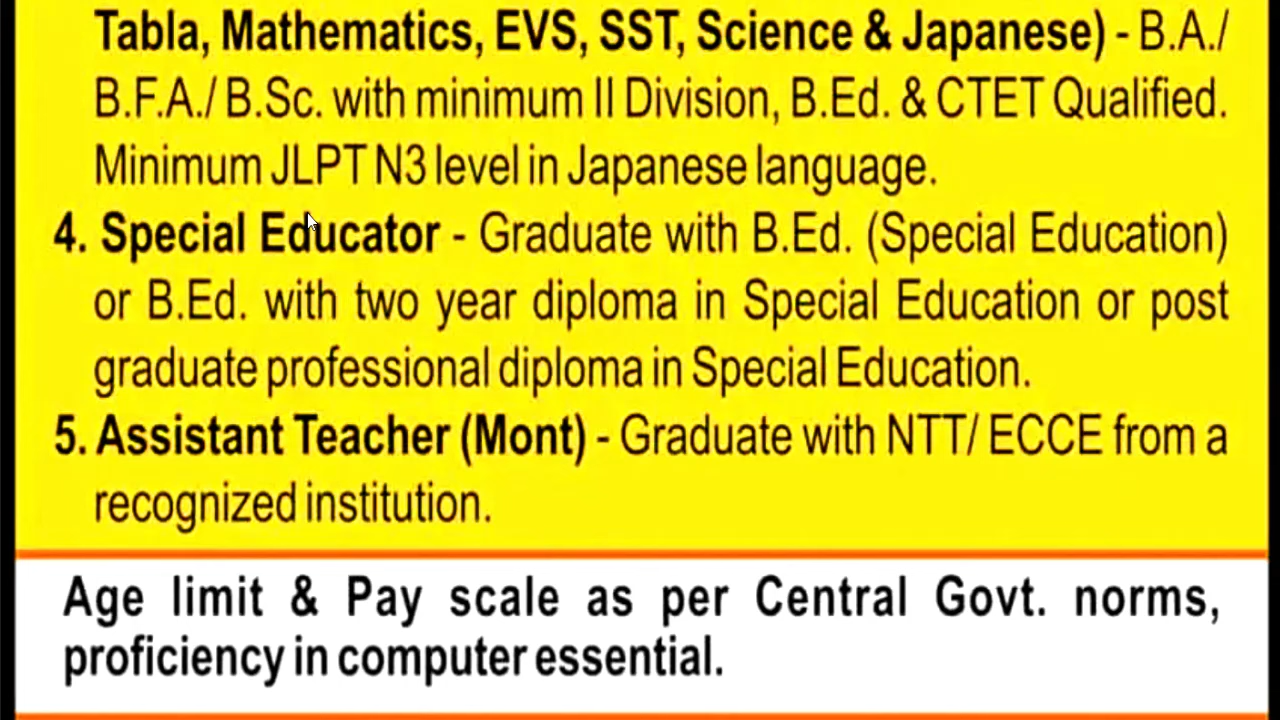 Tabla, Mathematics, EVS, SST, Science & Japanese) - B.A./
B.F.A./ B.Sc. with minimum II Division, B.Ed. & CTET Qualified.
Minimum JLPT N3 level in Japanese language.
4. Special Educator - Graduate with B.Ed. (Special Education)
or B.Ed. with two year diploma in Special Education or post
graduate professional diploma in Special Education.
5. Assistant Teacher (Mont) - Graduate with NTT/ ECCE from a
recognized institution.
Age limit & Pay scale as per Central Govt. norms,
proficiency in computer essential.